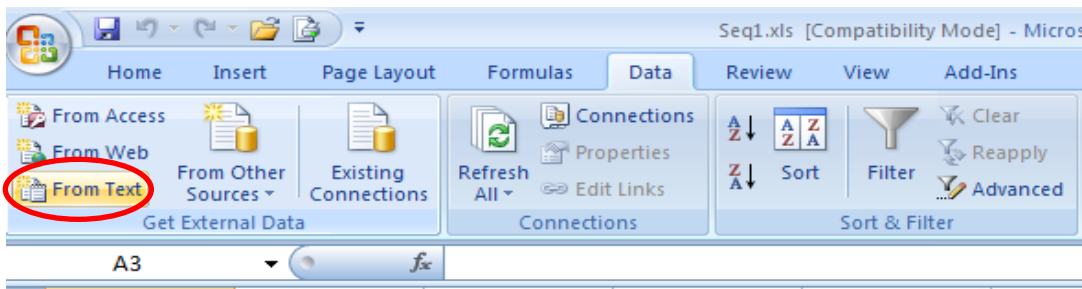 Seq1.xls [Compatibility Mode] - Micros
Home Insert Page Layout Formulas Data Review View Add-Ins
From Access
From Web
From Text
From Other
Sources
Existing
Connections
Get External Data
Refresh
All
Connections
Properties
Edit Links
Connections
A
Z
Z
A
A Z
Z A
Sort
Filter
Clear
Reapply
Advanced
Sort & Filter
A3 fx